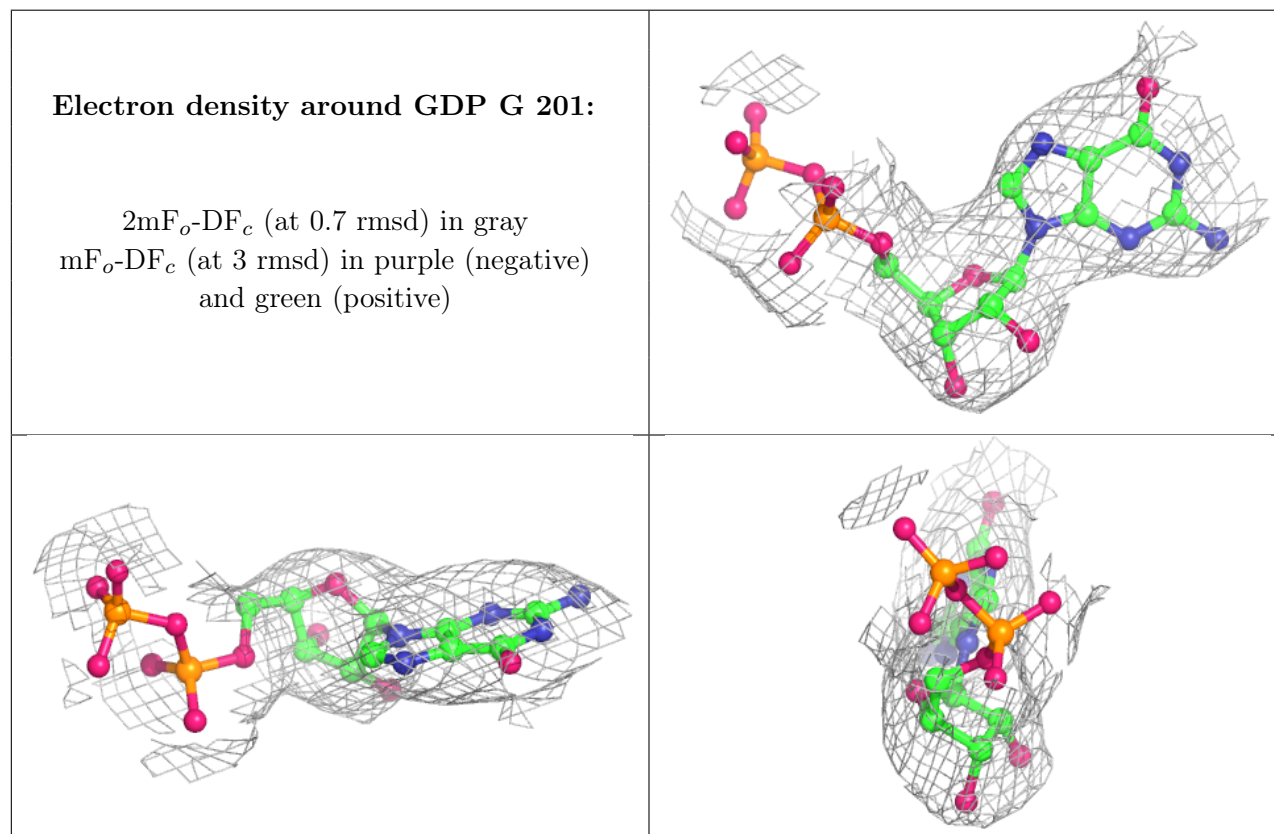 Electron density around GDP G 201:
2mFo-DFc (at 0.7 rmsd) in gray
mFo-DFc (at 3 rmsd) in purple (negative)
and green (positive)